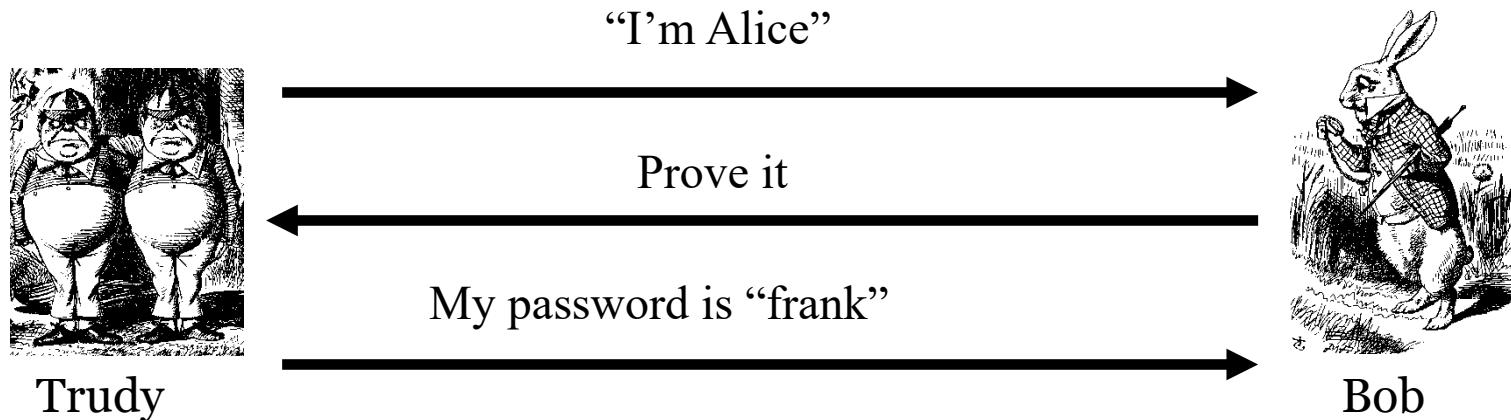 “I’m Alice”
Prove it
My password is “frank”
Trudy
Bob